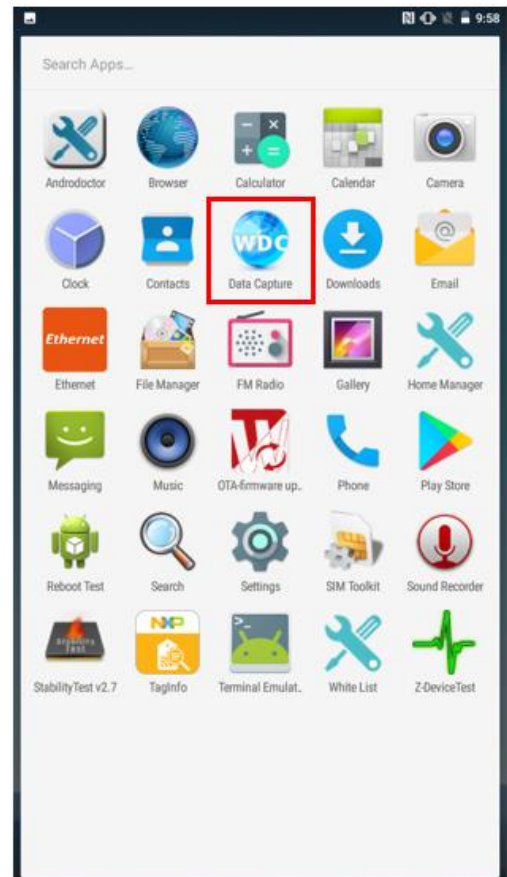 9:58
Search Apps...
Androdoctor
Browser
Calculator
Calendar
Camera
WDC
Clock
Contacts
Data Capture
Downloads
Email
Ethernet
Ethernet
File Manager
FM Radio
Gallery
Home Manager
Messaging
Music
OTA-firmware up..
Phone
Play Store
Reboot Test
Search
Settings
SIM Toolkit
Sound Recorder
Stability
Test
NXP
StabilityTest v2.7
TagInfo
Terminal Emulat..
White List
Z-DeviceTest